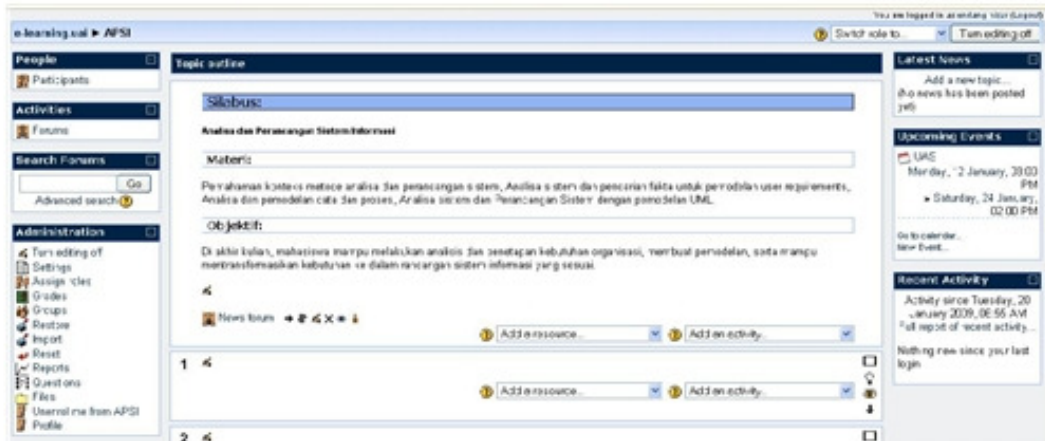 You are logged in as endang (Logout)
e-learning.uai ► APSI
Switch role to...
Turn editing off
People
Participants
Activities
Forums
Search Forums
Go
Advanced search
Administration
Turn editing off
Settings
Assign roles
Grades
Groups
Restore
Import
Reset
Reports
Questions
Files
Unenrol me from APSI
Profile
Topic outline
Silabus:
Analisa dan Perancangan Sistem Informasi
Materi:
Pemahaman konteks metode analisa dan perancangan sistem, Analisa sistem dan pencarian fakta untuk pemodelan user requirements,
Analisa dan pemodelan data dan proses, Analisa sistem dan Perancangan Sistem dengan pemodelan UML.
Objektif:
Di akhir kuliah, mahasiswa mampu melakukan analisis dan penetapan kebutuhan organisasi, membuat pemodelan, serta mampu
mentransformasikan kebutuhan ke dalam rancangan sistem informasi yang sesuai.
News forum
Add a resource...
Add an activity...
1
Add a resource...
Add an activity...
2
Latest News
Add a new topic...
(No news has been posted
yet)
Upcoming Events
UAS
Monday, 12 January,
PM
► Saturday, 24 January,
02:00 PM
Go to calendar...
New Event...
Recent Activity
Activity since Tuesday, 20
January 2009, 06:55 AM
Full report of recent activity...
Nothing new since your last
login